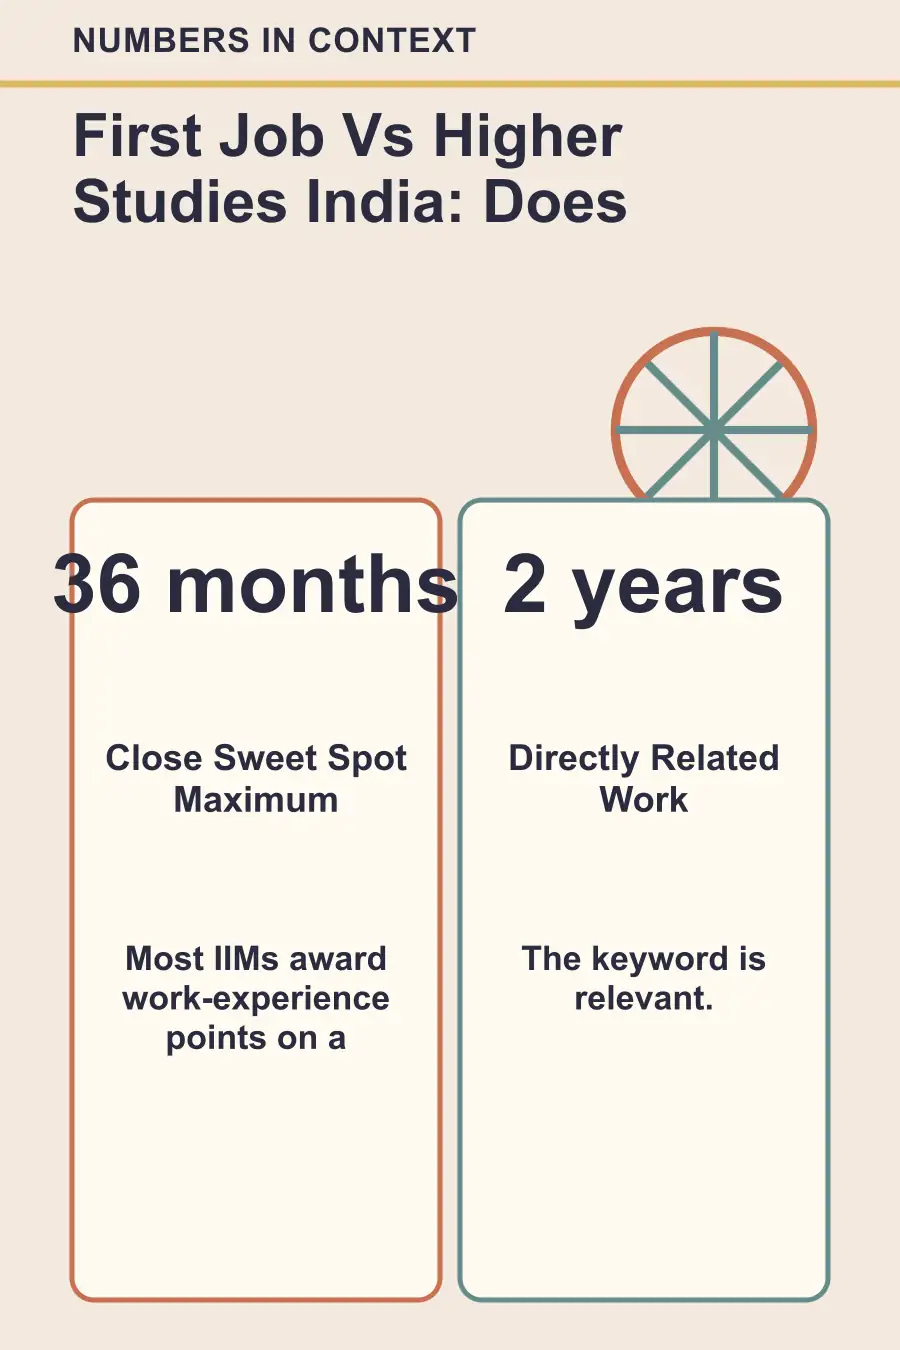 NUMBERS IN CONTEXT
First Job Vs Higher
Studies India: Does
36 months
Close Sweet Spot
Maximum
Most IIMs award
work-experience
points on a
2 years
Directly Related
Work
The keyword is
relevant.